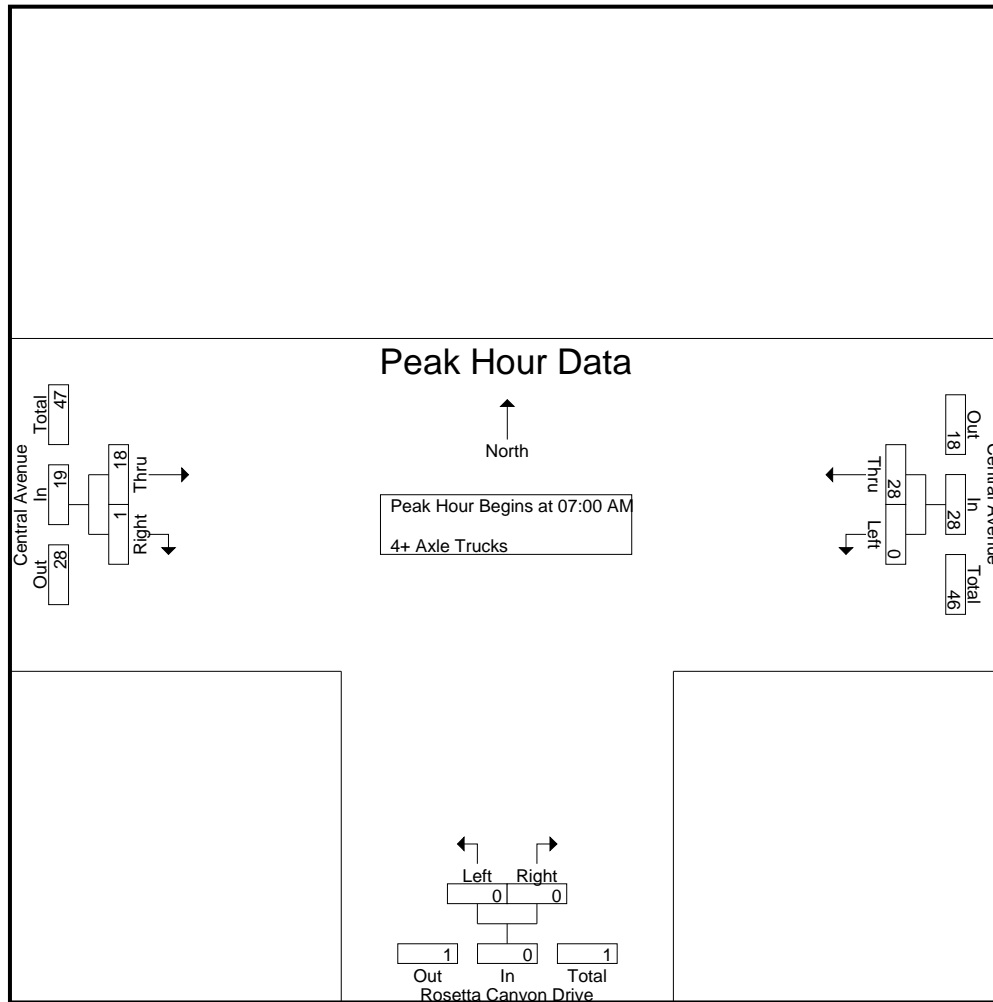 Peak Hour Data
North
Peak Hour Begins at 07:00 AM
4+ Axle Trucks
Central Avenue
Total
47
In
19
Out
28
18
Thru
1
Right
Central Avenue
Out
18
In
28
Total
46
Thru
28
Left
0
Left Right
0 0
1 0 1
Out In Total
Rosetta Canyon Drive